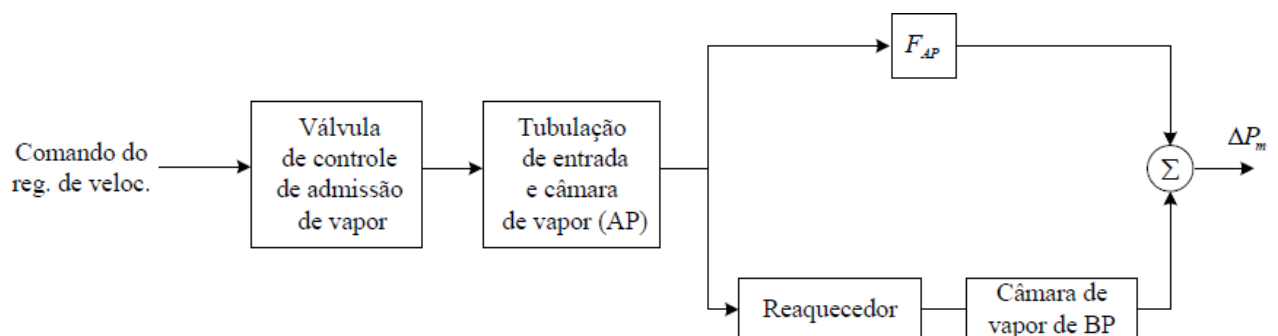 F_AP
Válvula
de controle
de admissão
de vapor
Tubulação
de entrada
e câmara
de vapor (AP)
Comando do
reg. de veloc.
ΔP_m
Σ
Reaquecedor
Câmara de
vapor de BP